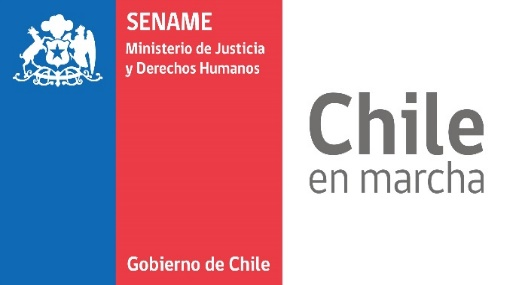 SENAME
Ministerio de Justicia
y Derechos Humanos
Gobierno de Chile
Chile
en marcha